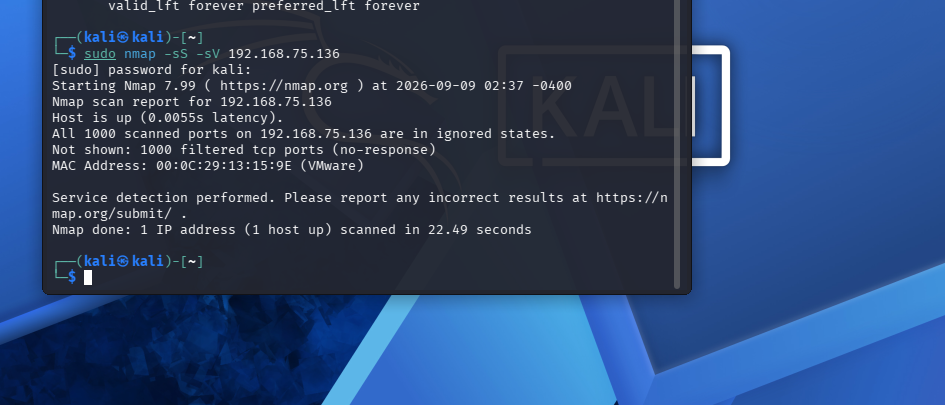 valid_lft forever preferred_lft forever
┌──(kali㉿kali)-[~]
└─$ sudo nmap -sS -sV 192.168.75.136
[sudo] password for kali:
Starting Nmap 7.99 ( https://nmap.org ) at 2026-09-09 02:37 -0400
Nmap scan report for 192.168.75.136
Host is up (0.0055s latency).
All 1000 scanned ports on 192.168.75.136 are in ignored states.
Not shown: 1000 filtered tcp ports (no-response)
MAC Address: 00:0C:29:13:15:9E (VMware)
Service detection performed. Please report any incorrect results at https://n
map.org/submit/ .
Nmap done: 1 IP address (1 host up) scanned in 22.49 seconds
┌──(kali㉿kali)-[~]
└─$
KALI